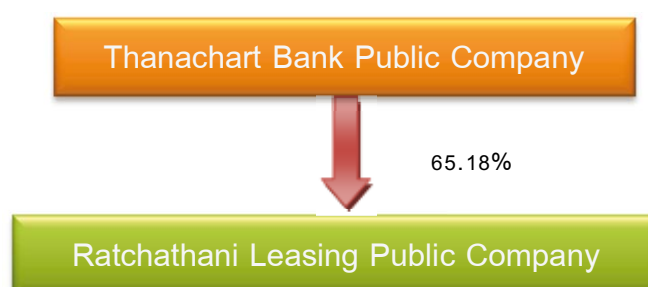 Thanachart Bank Public Company
65.18%
Ratchathani Leasing Public Company